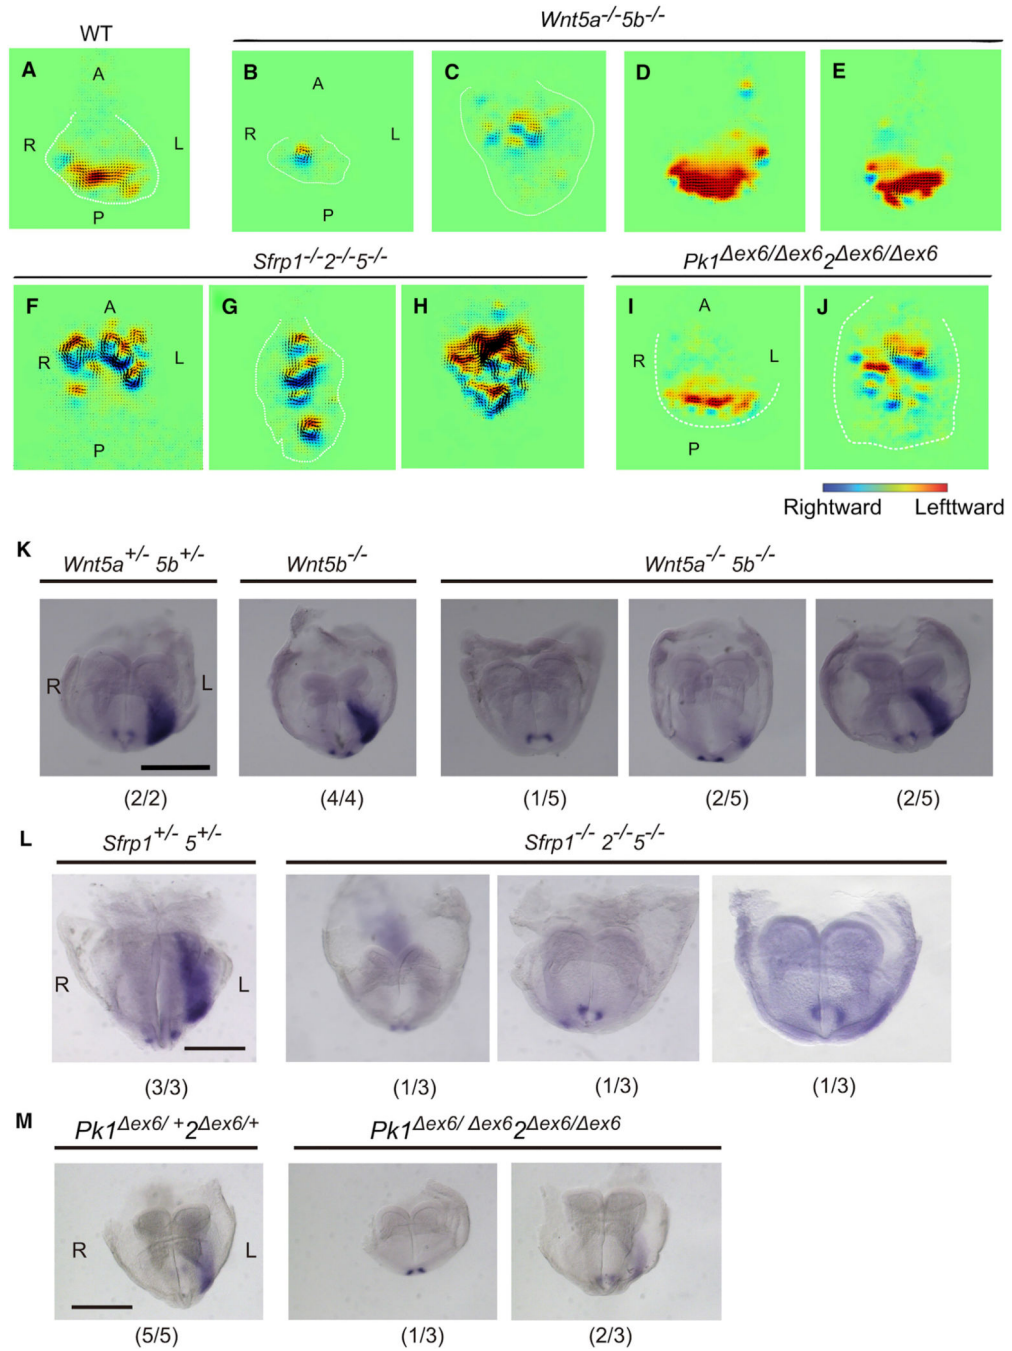 WT
Wnt5a-/-5b-/-
A
A
B
A
C
D
E
R
L
R
L
P
P
Sfrp1-/-2-/-5-/-
Pk1Δex6/Δex62Δex6/Δex6
F
A
G
H
I
A
J
R
L
R
L
P
P
Rightward
Lefttward
K
Wnt5a+/- 5b+/-
Wnt5b-/-
Wnt5a-/- 5b-/-
R
L
(2/2)
(4/4)
(1/5)
(2/5)
(2/5)
L
Sfrp1+/- 5+/-
Sfrp1-/- 2-/-5-/-
R
L
(3/3)
(1/3)
(1/3)
(1/3)
M
Pk1Δex6/ +2Δex6/+
Pk1Δex6/ Δex62Δex6/Δex6
R
L
(5/5)
(1/3)
(2/3)